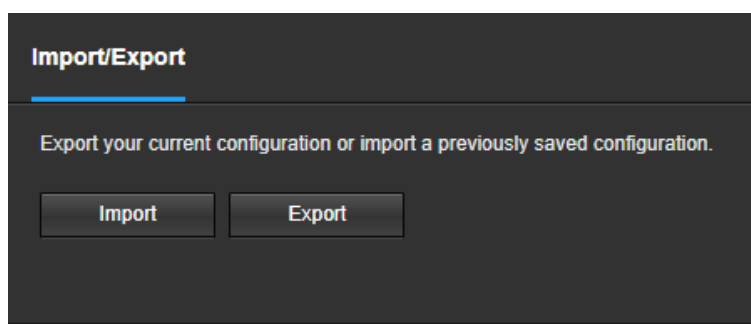 Import/Export
Export your current configuration or import a previously saved configuration.
Import Export